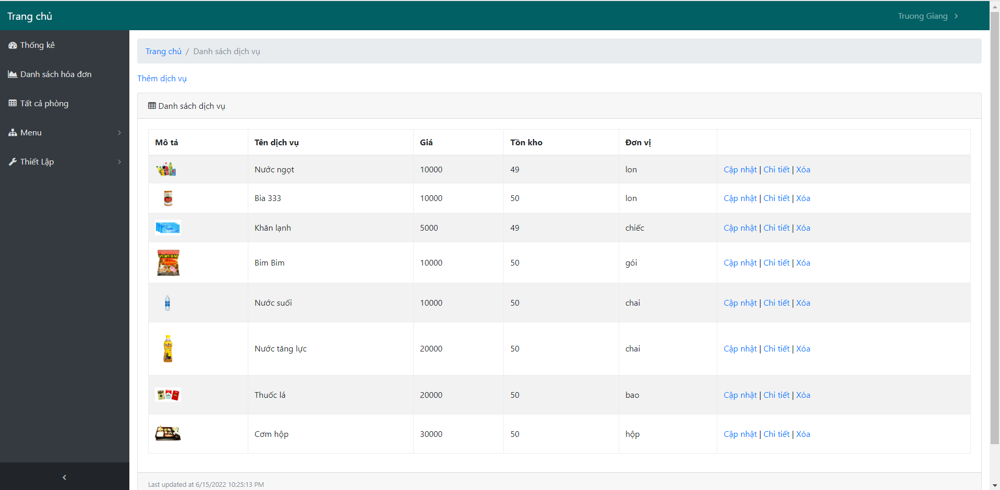 Trang chủ
Truong Giang
Thống kê
Danh sách hóa đơn
Tất cả phòng
Menu
Thiết Lập
Trang chủ / Danh sách dịch vụ
Thêm dịch vụ
Danh sách dịch vụ
Mô tả Tên dịch vụ Giá Tồn kho Đơn vị
Nước ngọt 10000 49 lon Cập nhật | Chi tiết | Xóa
Bia 333 10000 50 lon Cập nhật | Chi tiết | Xóa
Khăn lạnh 5000 49 chiếc Cập nhật | Chi tiết | Xóa
Bim Bim 10000 50 gói Cập nhật | Chi tiết | Xóa
Nước suối 10000 50 chai Cập nhật | Chi tiết | Xóa
Nước tăng lực 20000 50 chai Cập nhật | Chi tiết | Xóa
Thuốc lá 20000 50 bao Cập nhật | Chi tiết | Xóa
Cơm hộp 30000 50 hộp Cập nhật | Chi tiết | Xóa
Last updated at 6/15/2022 10:25:13 PM